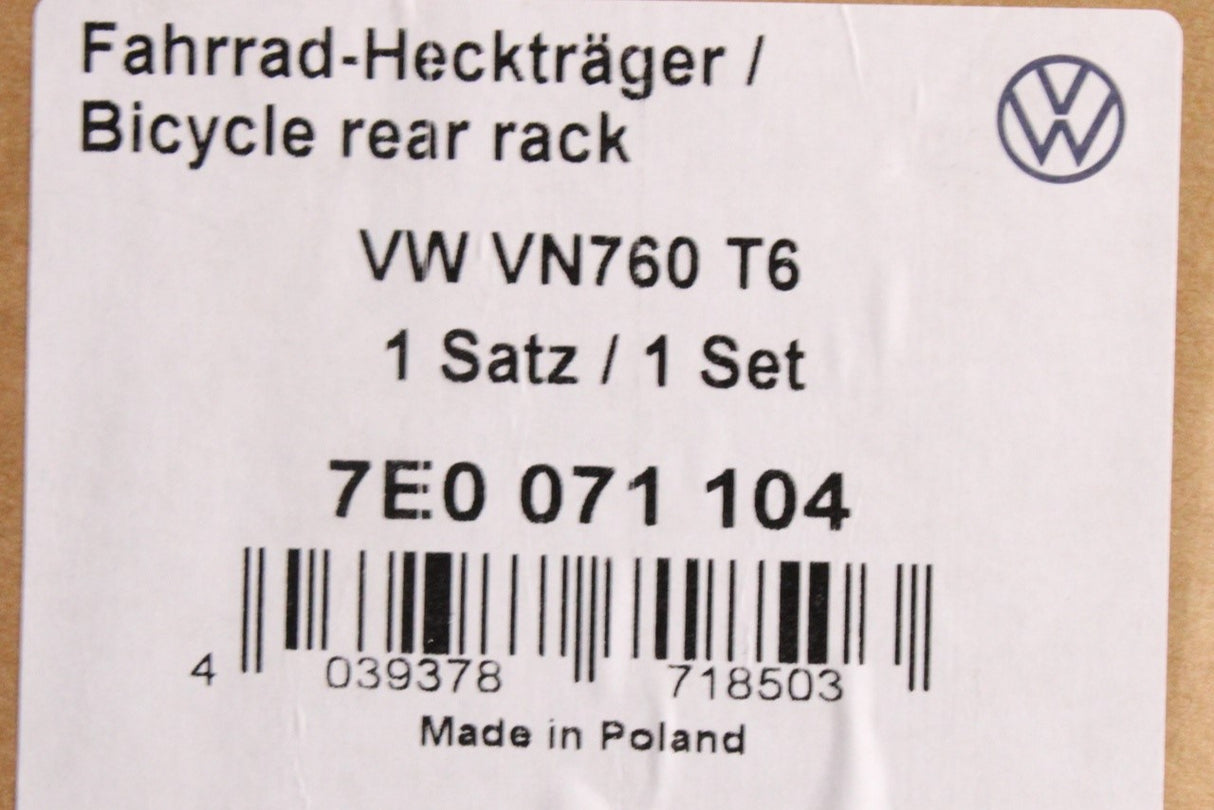 Fahrrad-Heckträger /
Bicycle rear rack
VW VN760 T6
1 Satz / 1 Set
7E0 071 104
4 039378 718503
Made in Poland